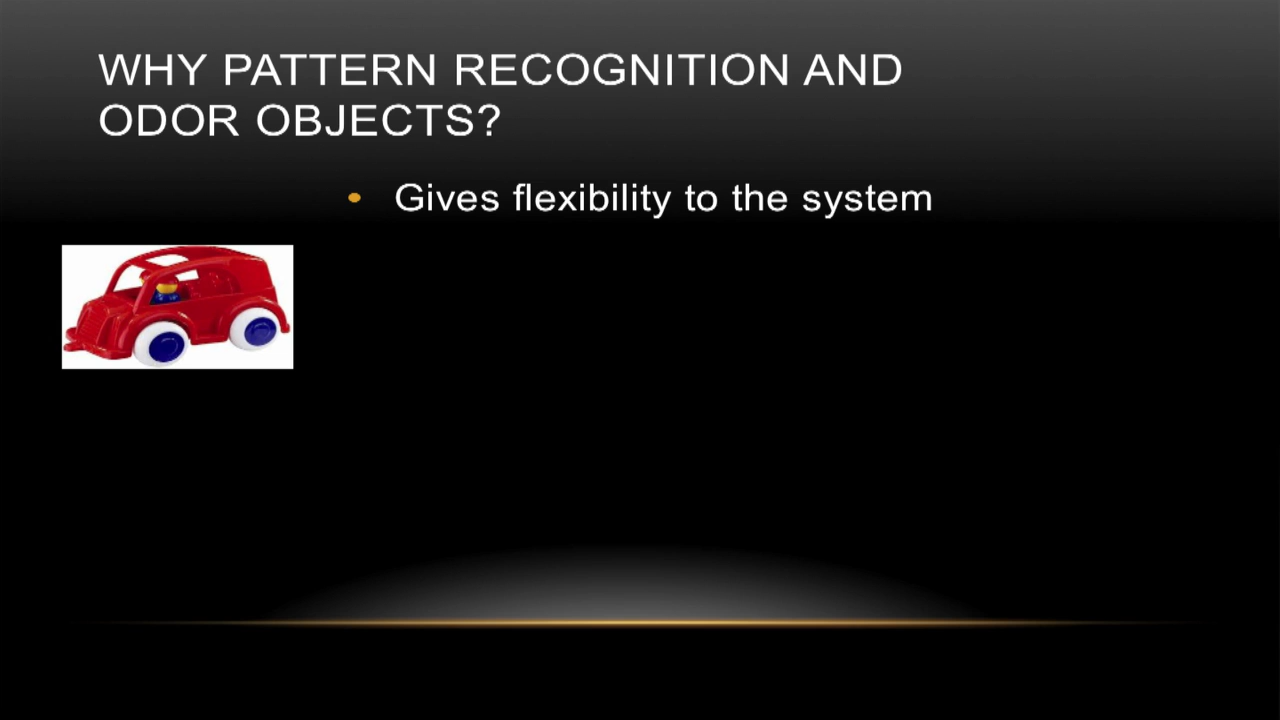 WHY PATTERN RECOGNITION AND
ODOR OBJECTS?
• Gives flexibility to the system